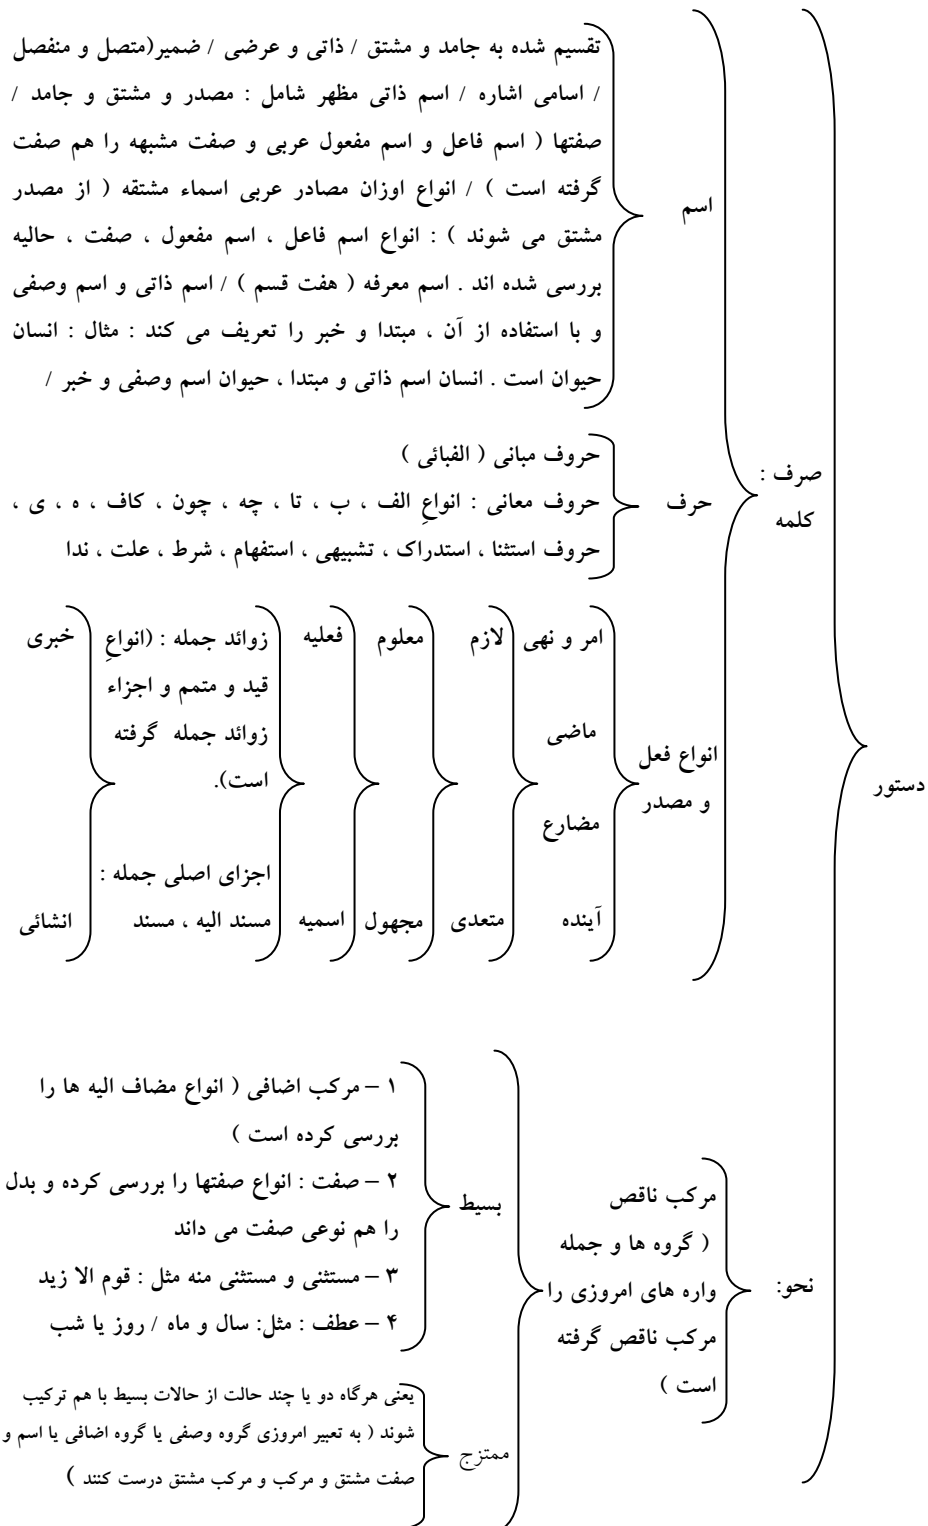 دستور
صرف :
کلمه
اسم
تقسیم شده به جامد و مشتق / ذاتی و عرضی / ضمیر(متصل و منفصل
/ اسامی اشاره / اسم ذاتی مظهر شامل : مصدر و مشتق و جامد /
صفتها ( اسم فاعل و اسم مفعول عربی و صفت مشبهه را هم صفت
گرفته است ) / انواع اوزان مصادر عربی اسماء مشتقه ( از مصدر
مشتق می شوند ) : انواع اسم فاعل ، اسم مفعول ، صفت ، حالیه
بررسی شده اند . اسم معرفه ( هفت قسم ) / اسم ذاتی و اسم وصفی
و با استفاده از آن ، مبتدا و خبر را تعریف می کند : مثال : انسان
حیوان است . انسان اسم ذاتی و مبتدا ، حیوان اسم وصفی و خبر /
حرف
حروف مبانی ( الفبائی )
حروف معانی : انواعِ الف ، ب ، تا ، چه ، چون ، کاف ، ه ، ی ،
حروف استثنا ، استدراک ، تشبیهی ، استفهام ، شرط ، علت ، ندا
انواع فعل
و مصدر
امر و نهی
ماضی
مضارع
آینده
لازم
متعدی
معلوم
مجهول
فعلیه
اسمیه
زوائد جمله : (انواعِ
قید و متمم و اجزاء
زوائد جمله گرفته
است).
اجزای اصلی جمله :
مسند الیه ، مسند
خبری
انشائی
نحو:
مرکب ناقص
( گروه ها و جمله
واره های امروزی را
مرکب ناقص گرفته
است )
بسیط
۱ – مرکب اضافی ( انواع مضاف الیه ها را
بررسی کرده است )
۲ – صفت : انواع صفتها را بررسی کرده و بدل
را هم نوعی صفت می داند
۳ – مستثنی و مستثنی منه مثل : قوم الا زید
۴ – عطف : مثل: سال و ماه / روز یا شب
ممتزج
یعنی هرگاه دو یا چند حالت از حالات بسیط با هم ترکیب
شوند ( به تعبیر امروزی گروه وصفی یا گروه اضافی یا اسم و
صفت مشتق و مرکب و مرکب مشتق درست کنند )